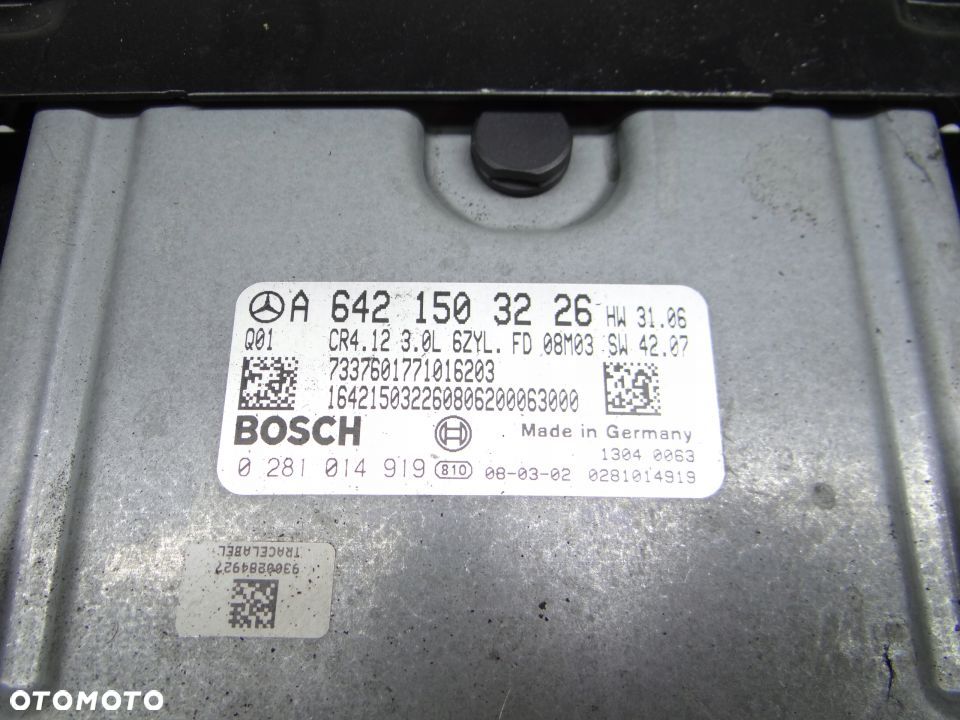 A 642 150 32 26 HW 31.06
Q01 CR4.12 3.0L 6ZYL. FD 08M03 SW 42.07
7337601771016203
164215032260806200063000
BOSCH Made in Germany
1304 0063
0 281 014 919 810 08-03-02 0281014919
TRACELABEL
9300284927
OTOMOTO